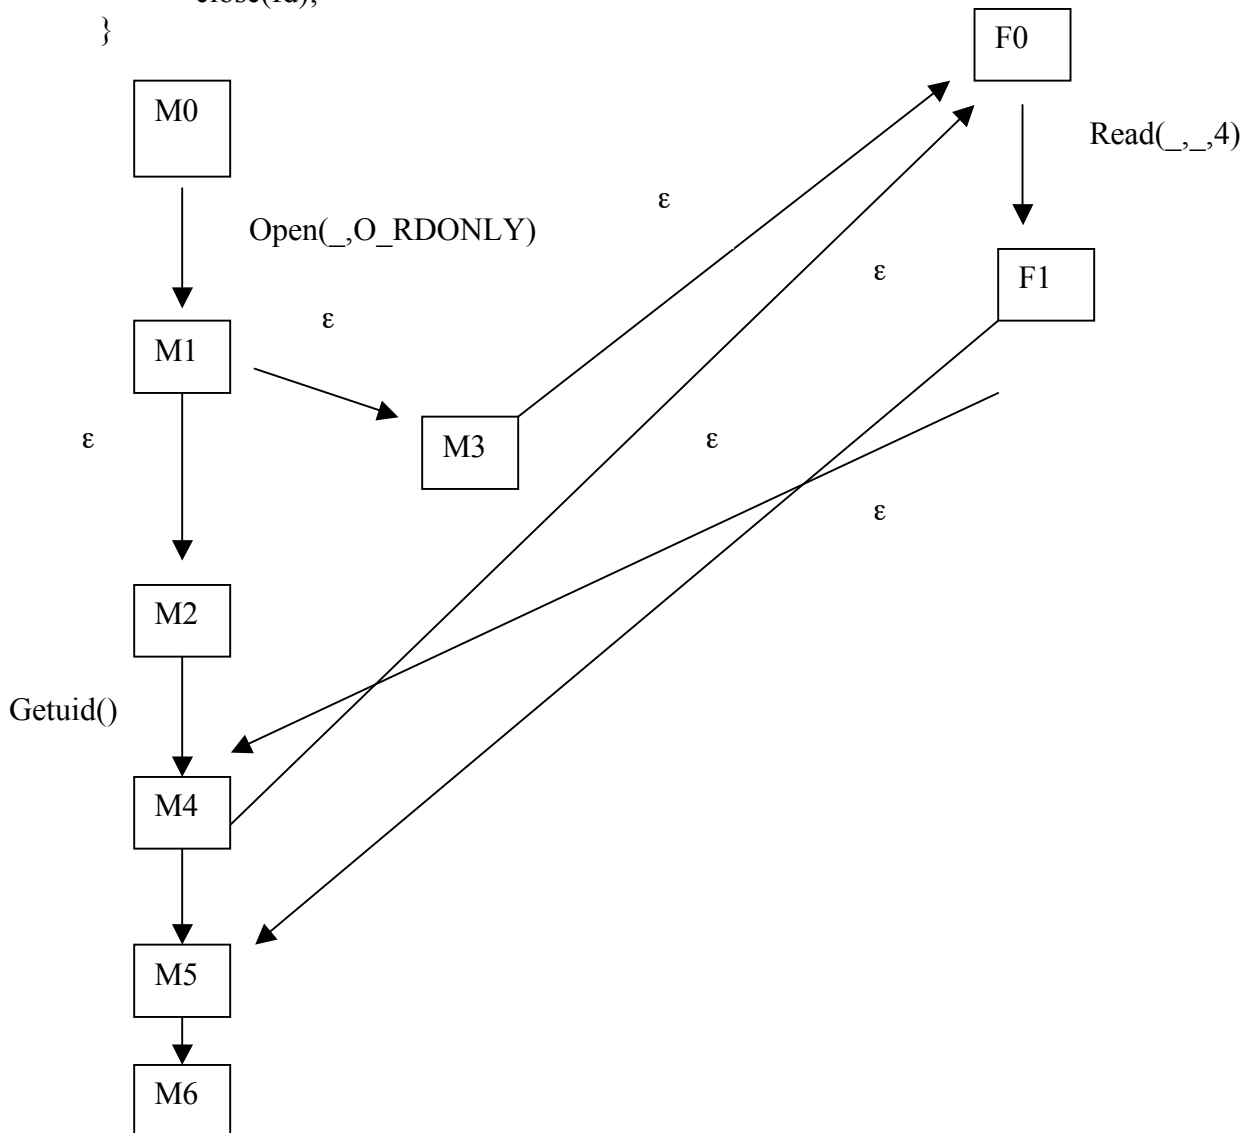 close(fd);
}
F0
M0
Read(_,_,4)
ε
Open(_,O_RDONLY)
ε
F1
ε
M1
ε
ε
M3
ε
M2
Getuid()
M4
M5
M6